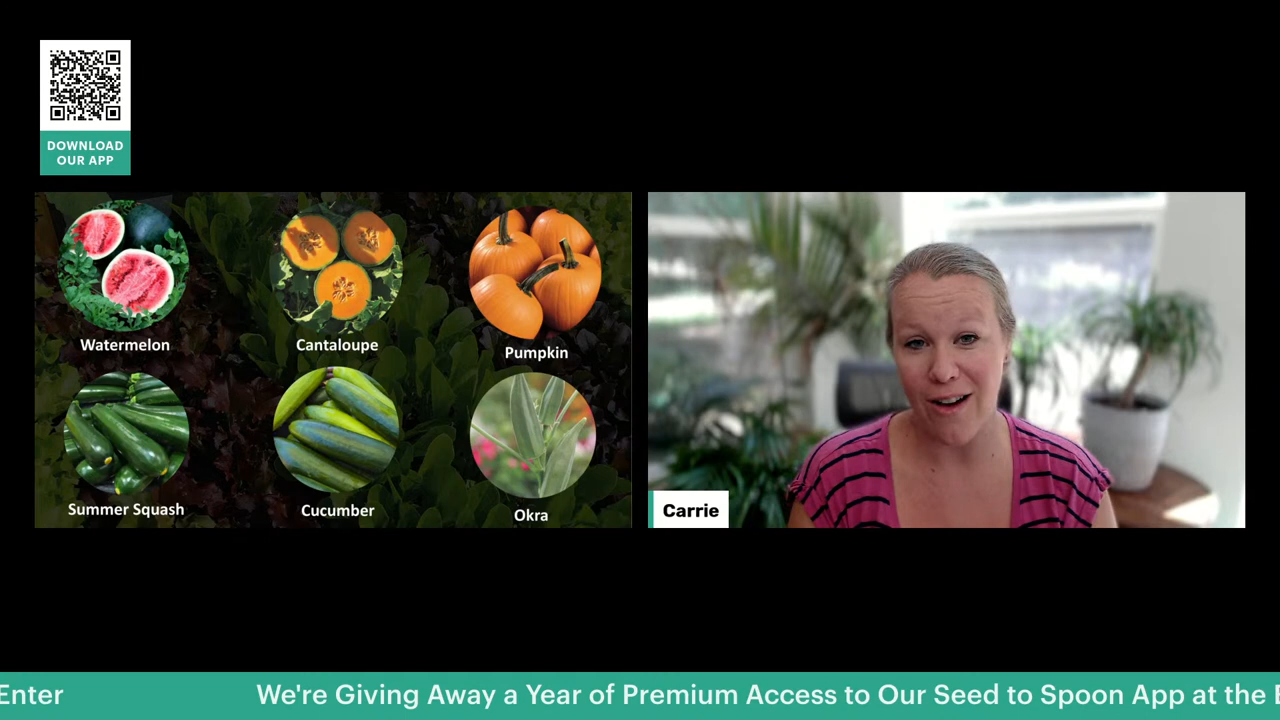 DOWNLOAD
OUR APP
Watermelon
Cantaloupe
Pumpkin
Summer Squash
Cucumber
Okra
Carrie
Enter
We're Giving Away a Year of Premium Access to Our Seed to Spoon App at the